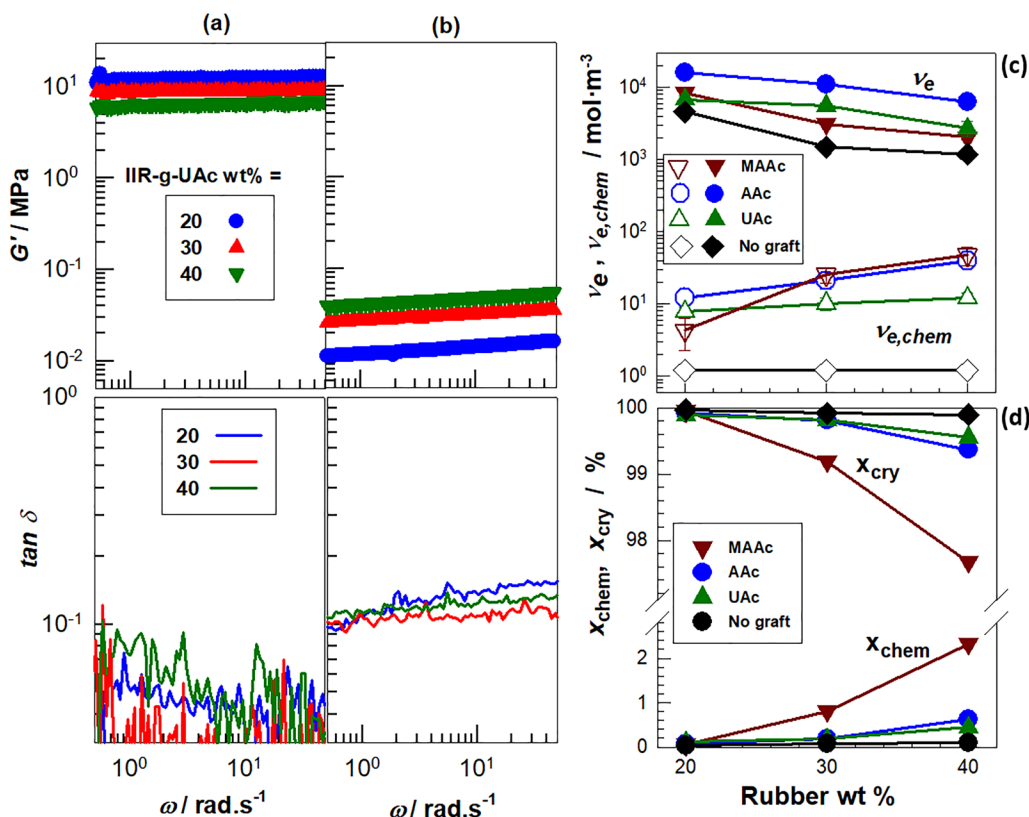 (a)
(b)
10¹
10⁰
10⁻¹
10⁻²
G' / MPa
IIR-g-UAc wt% =
20
30
40
10⁰
10⁻¹
tan δ
20
30
40
10⁰
10¹
10⁰
10¹
ω / rad.s⁻¹
ω / rad.s⁻¹
(c)
10⁴
10³
10²
10¹
10⁰
νe , νe,chem / mol·m⁻³
νe
MAAc
AAc
UAc
No graft
νe,chem
(d)
100
99
98
2
1
0
xchem, xcry / %
xcry
MAAc
AAc
UAc
No graft
xchem
20
30
40
Rubber wt %